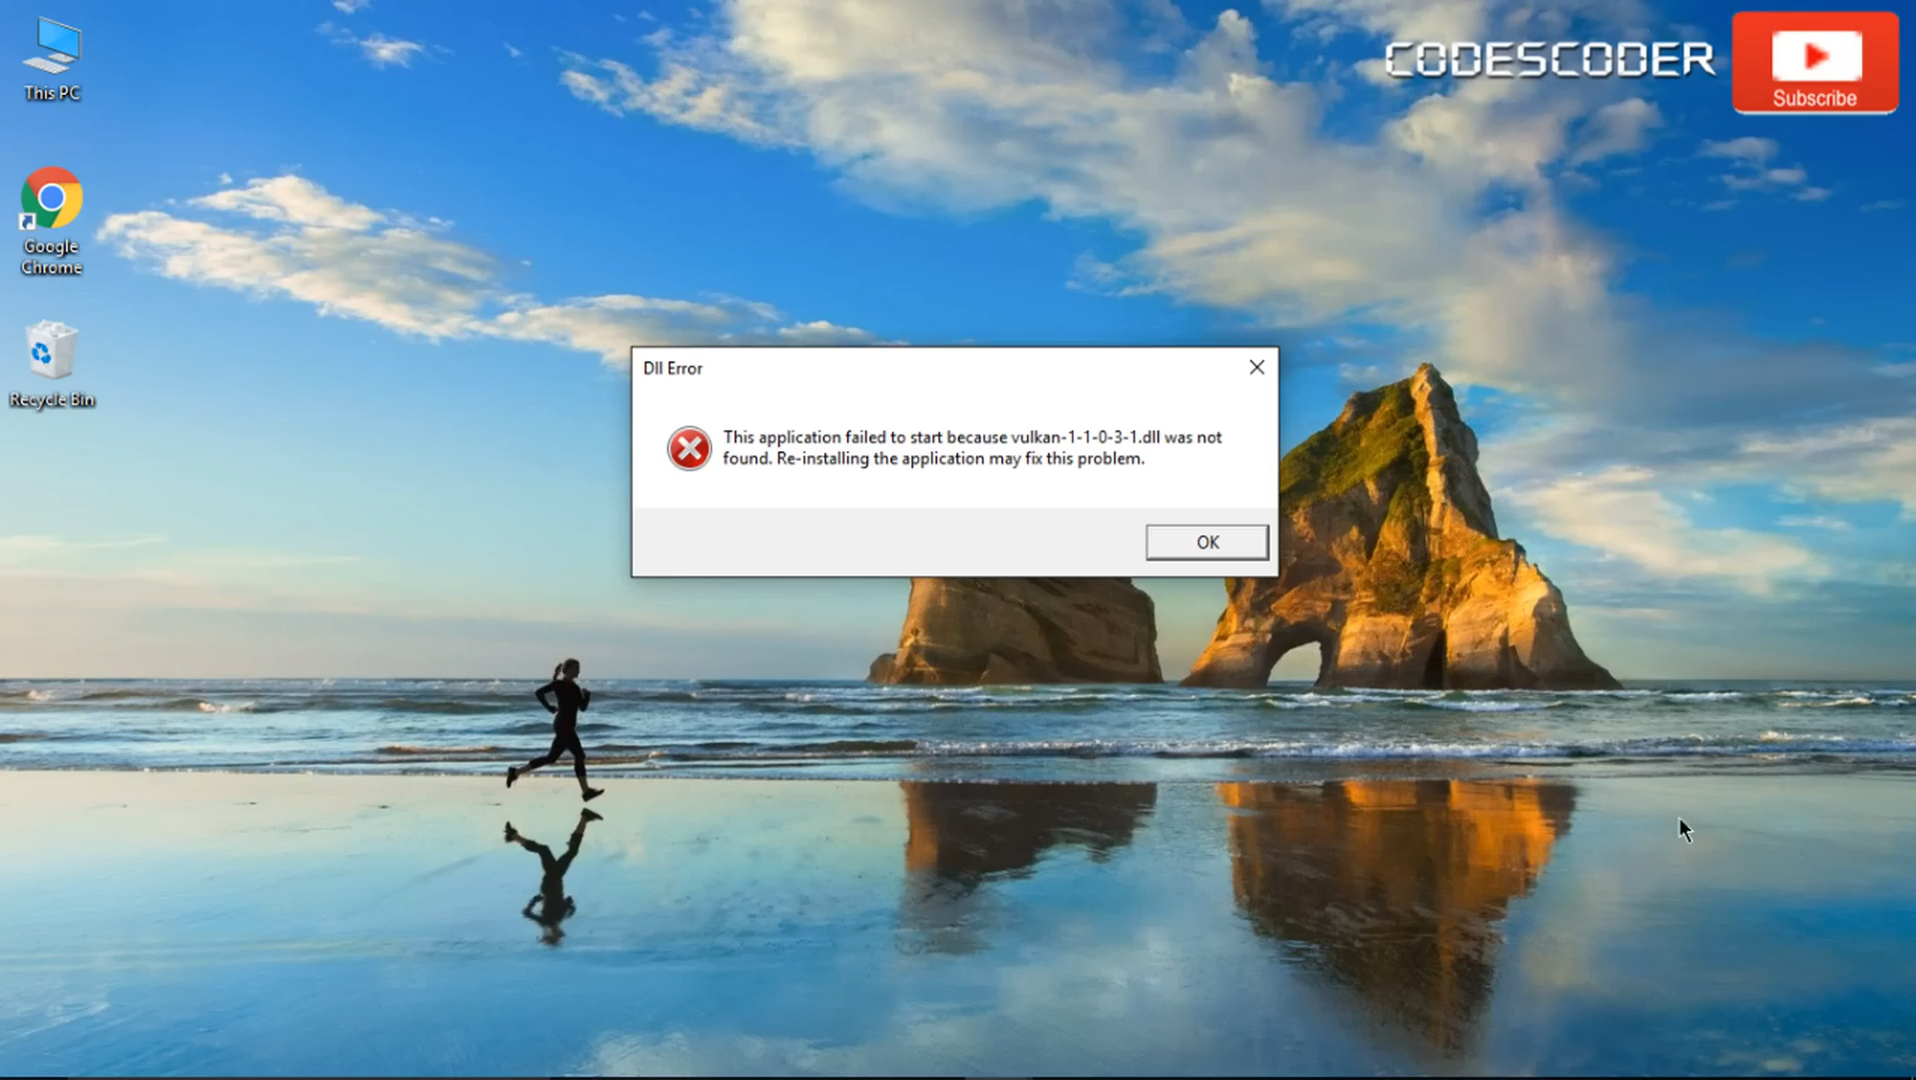 CODESCODER
Subscribe
This PC
Google
Chrome
Recycle Bin
Dll Error
This application failed to start because vulkan-1-1-0-3-1.dll was not
found. Re-installing the application may fix this problem.
OK